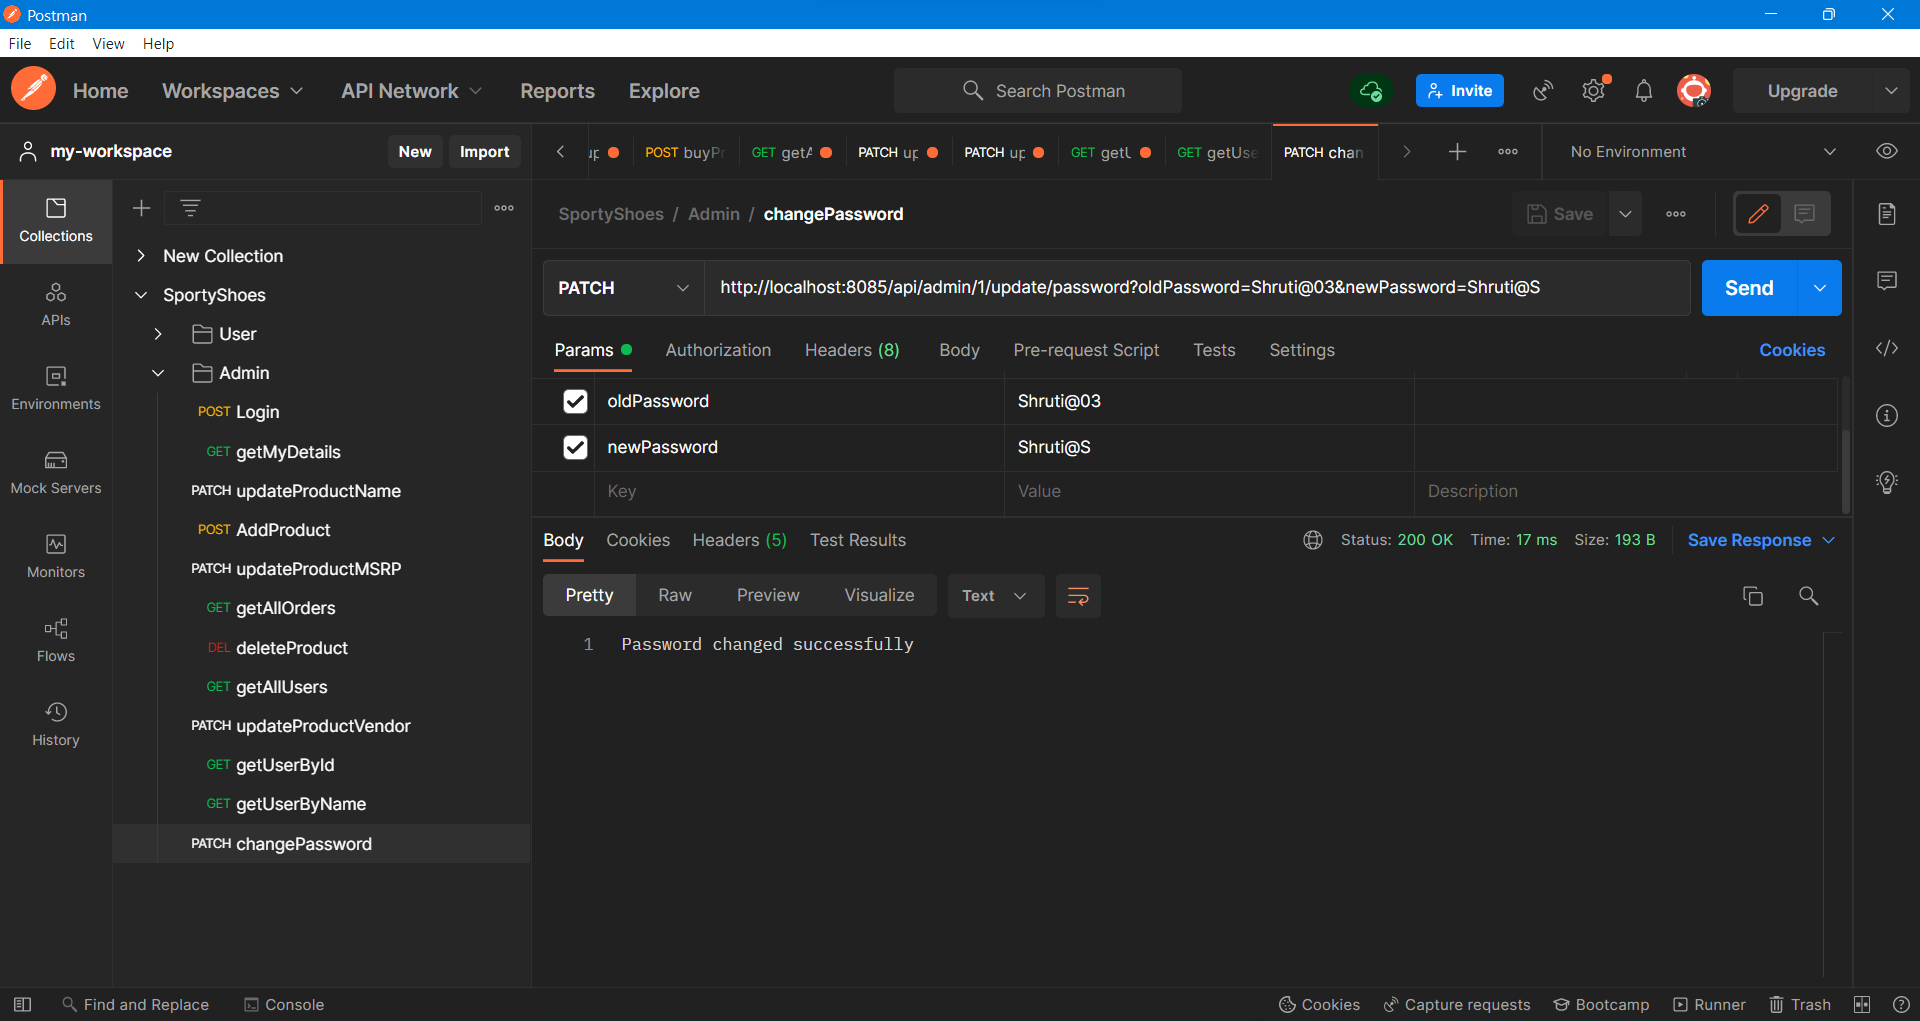 Postman
File Edit View Help
Home Workspaces API Network Reports Explore Search Postman Invite Upgrade
my-workspace New Import
up POST buyPr GET getA PATCH up PATCH up GET getU GET getUse PATCH chan No Environment
SportyShoes / Admin / changePassword Save
Collections
APIs
Environments
Mock Servers
Monitors
Flows
History
New Collection
SportyShoes
User
Admin
POST Login
GET getMyDetails
PATCH updateProductName
POST AddProduct
PATCH updateProductMSRP
GET getAllOrders
DEL deleteProduct
GET getAllUsers
PATCH updateProductVendor
GET getUserById
GET getUserByName
PATCH changePassword
PATCH http://localhost:8085/api/admin/1/update/password?oldPassword=Shruti@03&newPassword=Shruti@S Send
Params Authorization Headers (8) Body Pre-request Script Tests Settings Cookies
oldPassword Shruti@03
newPassword Shruti@S
Key Value Description
Body Cookies Headers (5) Test Results Status: 200 OK Time: 17 ms Size: 193 B Save Response
Pretty Raw Preview Visualize Text
1 Password changed successfully
Find and Replace Console Cookies Capture requests Bootcamp Runner Trash